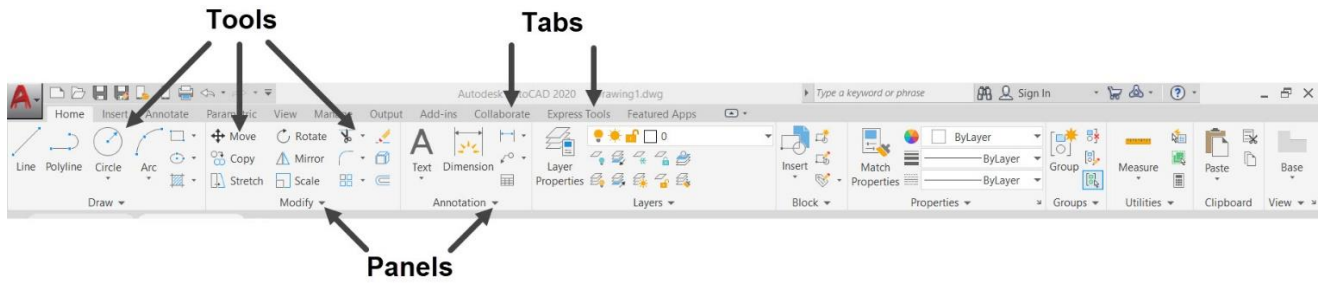 Tools
Tabs
Autodesk AutoCAD 2020 Drawing1.dwg
Type a keyword or phrase
Sign In
Home Insert Annotate Parametric View Manage Output Add-ins Collaborate Express Tools Featured Apps
Move Rotate 0 ByLayer
Line Polyline Circle Arc Copy Mirror Text Dimension Layer Properties Insert Match Properties ByLayer Group Measure Paste Base
Stretch Scale ByLayer
Draw Modify Annotation Layers Block Properties Groups Utilities Clipboard View
Panels